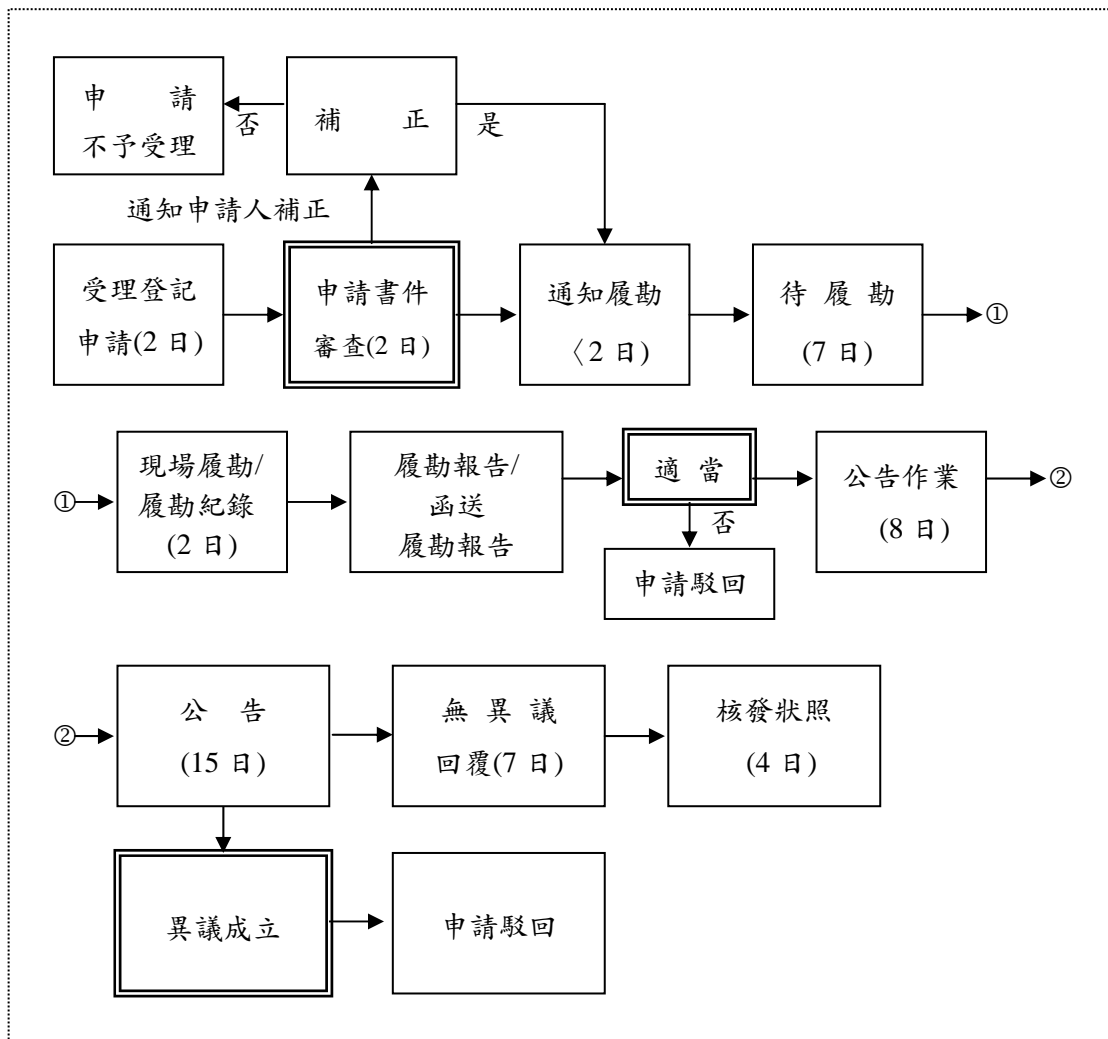 申請
不予受理
否
補正
是
通知申請人補正
受理登記
申請(2 日)
申請書件
審查(2 日)
通知履勘
〈2 日)
待履勘
(7 日)
①
①
現場履勘/
履勘紀錄
(2 日)
履勘報告/
函送
履勘報告
適當
否
申請駁回
公告作業
(8 日)
②
②
公告
(15 日)
無異議
回覆(7 日)
核發狀照
(4 日)
異議成立
申請駁回